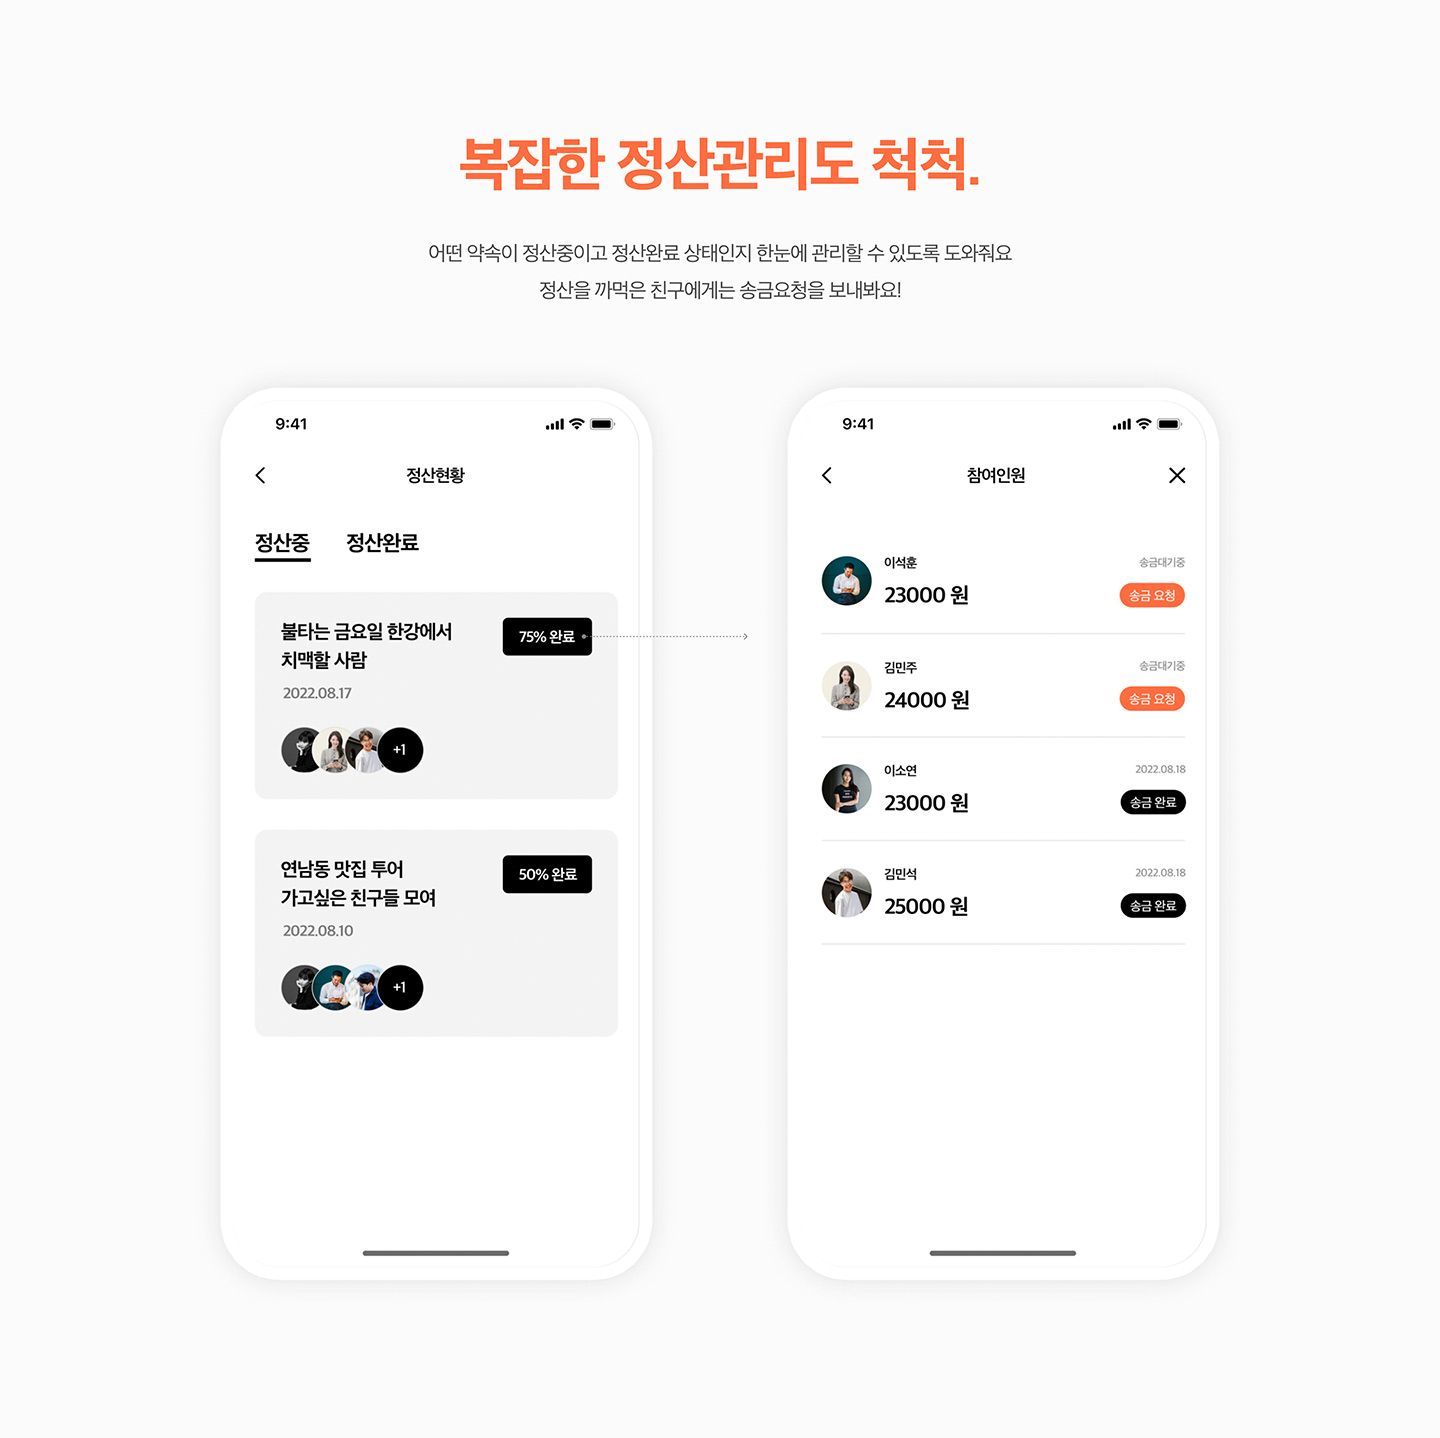 복잡한 정산관리도 척척.
어떤 약속이 정산중이고 정산완료 상태인지 한눈에 관리할 수 있도록 도와줘요
정산을 까먹은 친구에게는 송금요청을 보내봐요!
9:41
정산현황
정산중 정산완료
불타는 금요일 한강에서
치맥할 사람
75% 완료
2022.08.17
+1
연남동 맛집 투어
가고싶은 친구들 모여
50% 완료
2022.08.10
+1
9:41
참여인원
이석훈
23000 원
송금대기중
송금 요청
김민주
24000 원
송금대기중
송금 요청
이소연
23000 원
2022.08.18
송금 완료
김민석
25000 원
2022.08.18
송금 완료